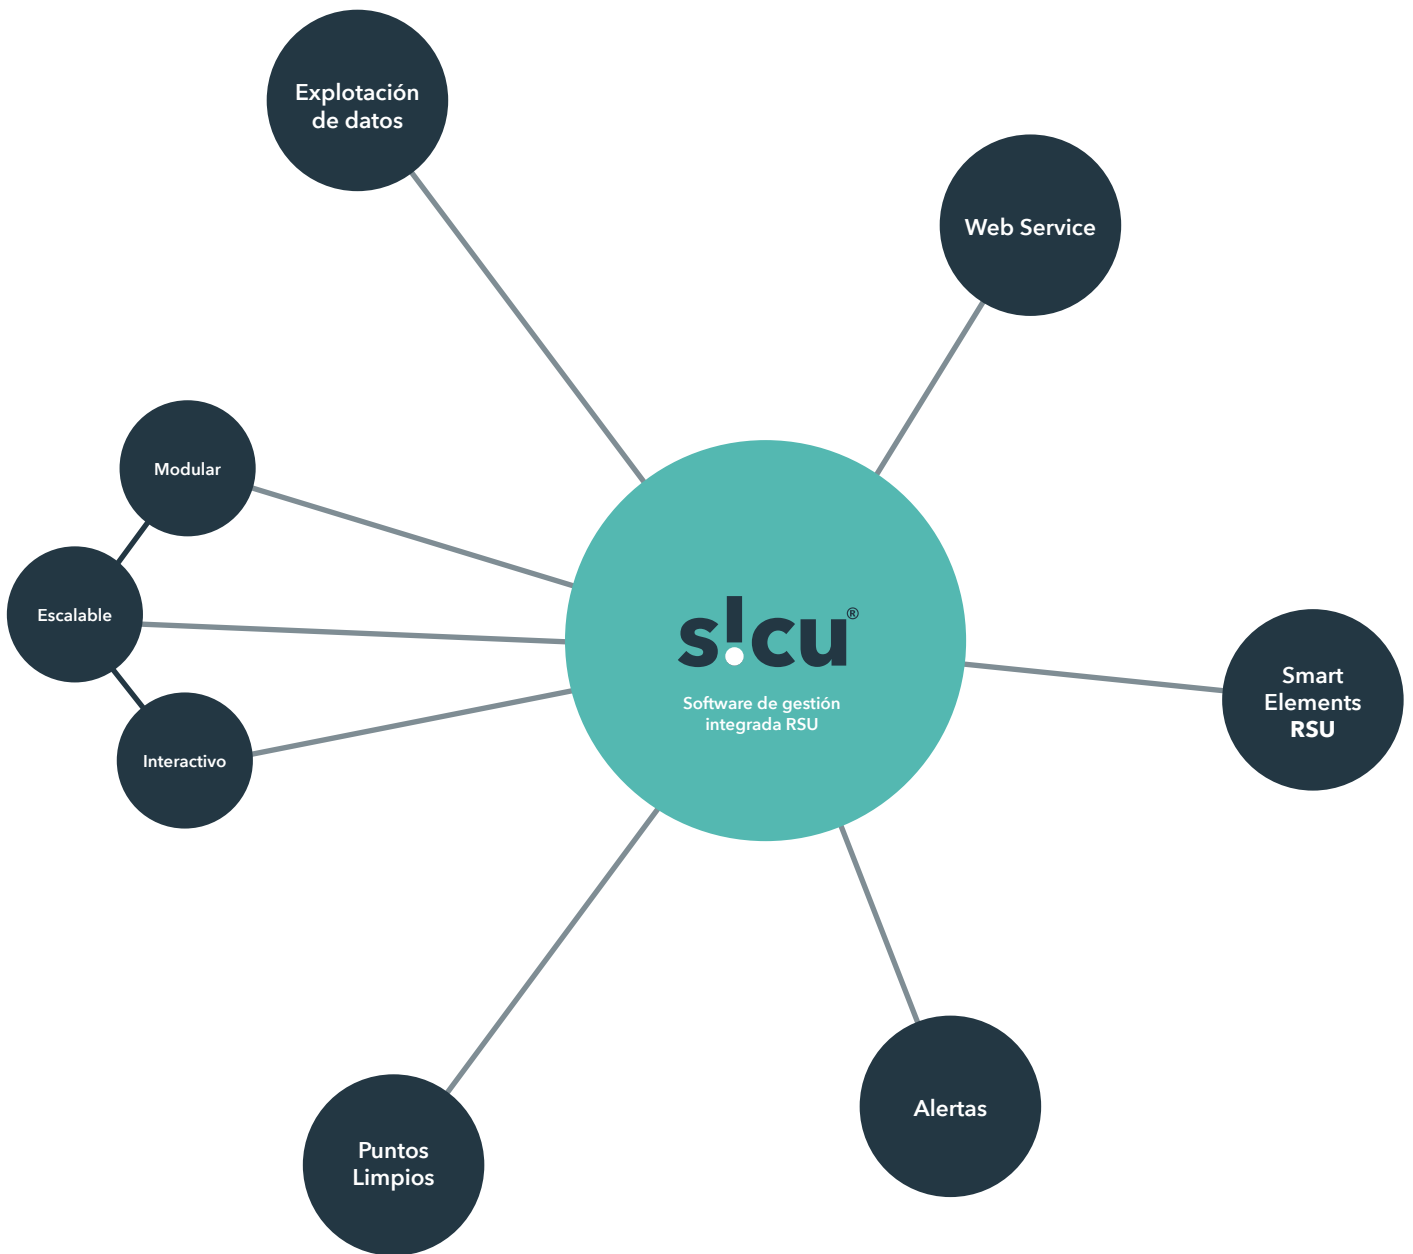 Explotación
de datos
Web Service
Modular
Escalable
Interactivo
s!cu®
Software de gestión
integrada RSU
Smart
Elements
RSU
Alertas
Puntos
Limpios